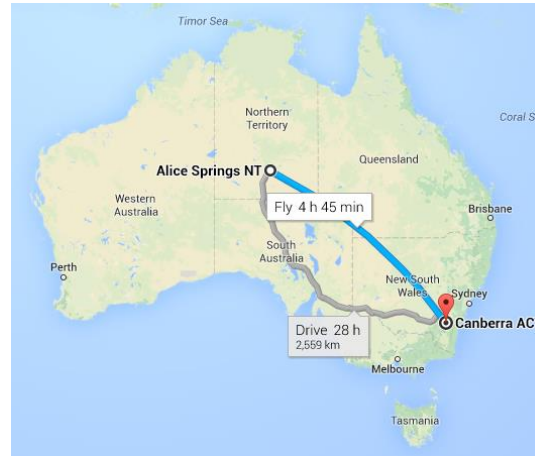 Timor Sea
Northern
Territory
Coral S
Alice Springs NT
Queensland
Fly 4 h 45 min
Western
Australia
Brisbane
South
Australia
Perth
New South
Wales
Sydney
Canberra AC
Drive 28 h
2,559 km
Melbourne
Tasmania